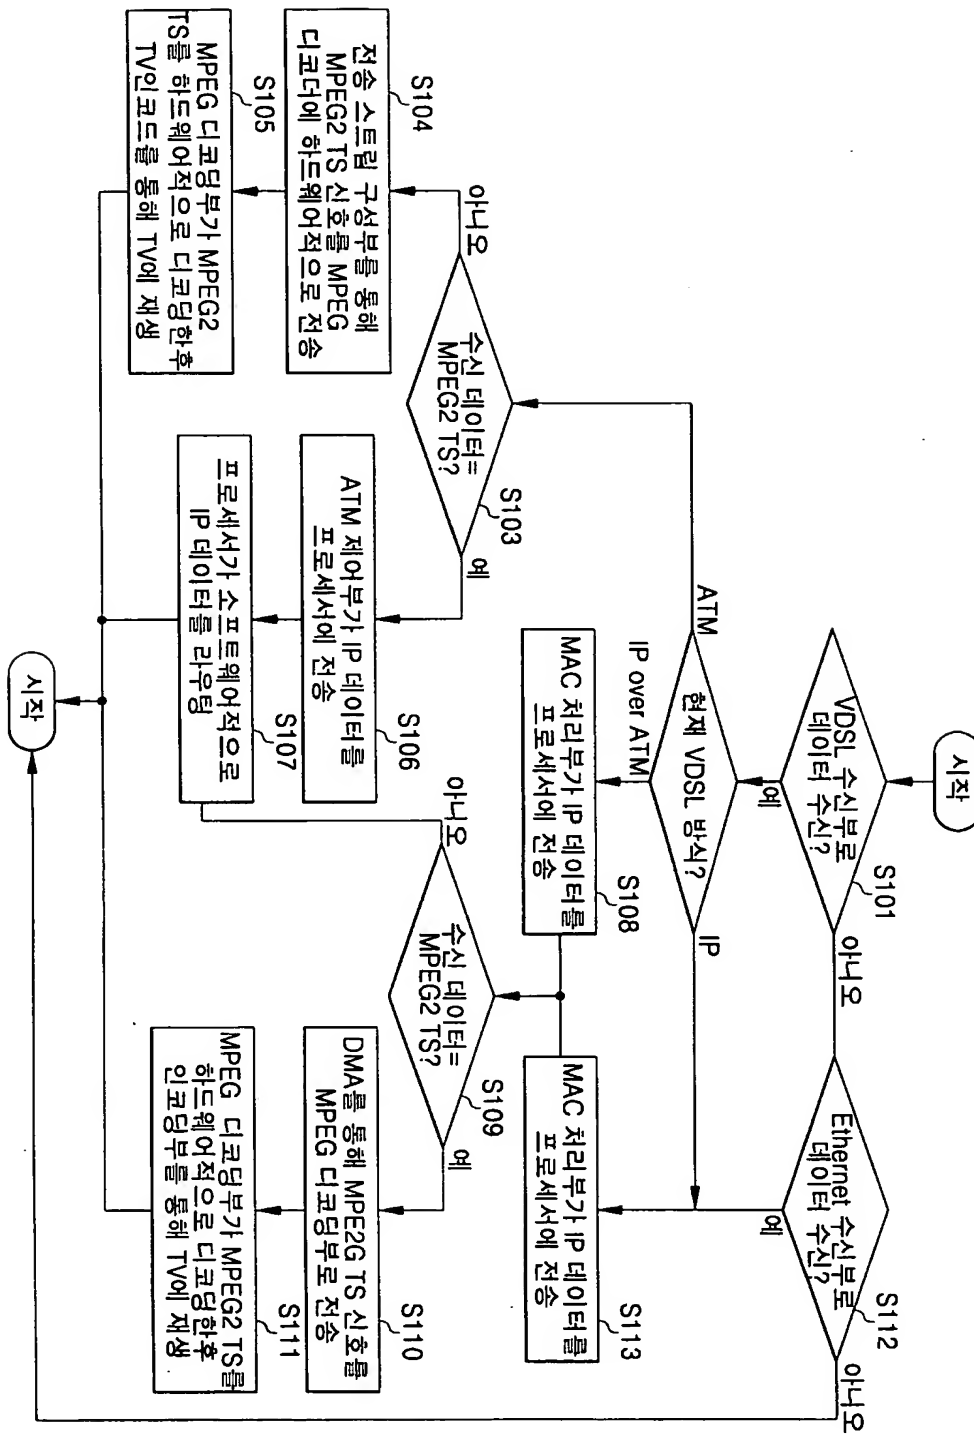 시작
VDSL 수신부로
데이터 수신?
S101
예
아니오
Ethernet 수신부로
데이터 수신?
S112
예
아니오
현재 VDSL 방식?
ATM
IP over ATM
IP
MAC 처리부가 IP 데이터를
프로세서에 전송
S108
MAC 처리부가 IP 데이터를
프로세서에 전송
S113
수신 데이터=
MPEG2 TS?
S103
아니오
예
수신 데이터=
MPEG2 TS?
S109
아니오
예
S104
전송 스트림 구성부를 통해
MPEG2 TS 신호를 MPEG
디코더에 하드웨어적으로 전송
ATM 제어부가 IP 데이터를
프로세서에 전송
S106
DMA를 통해 MPE2G TS 신호를
MPEG 디코딩부로 전송
S110
S105
MPEG 디코딩부가 MPEG2
TS를 하드웨어적으로 디코딩한후
TV인코드를 통해 TV에 재생
프로세서가 소프트웨어적으로
IP 데이터를 라우팅
S107
MPEG 디코딩부가 MPEG2 TS를
하드웨어적으로 디코딩한후
인코딩부를 통해 TV에 재생
S111
시작